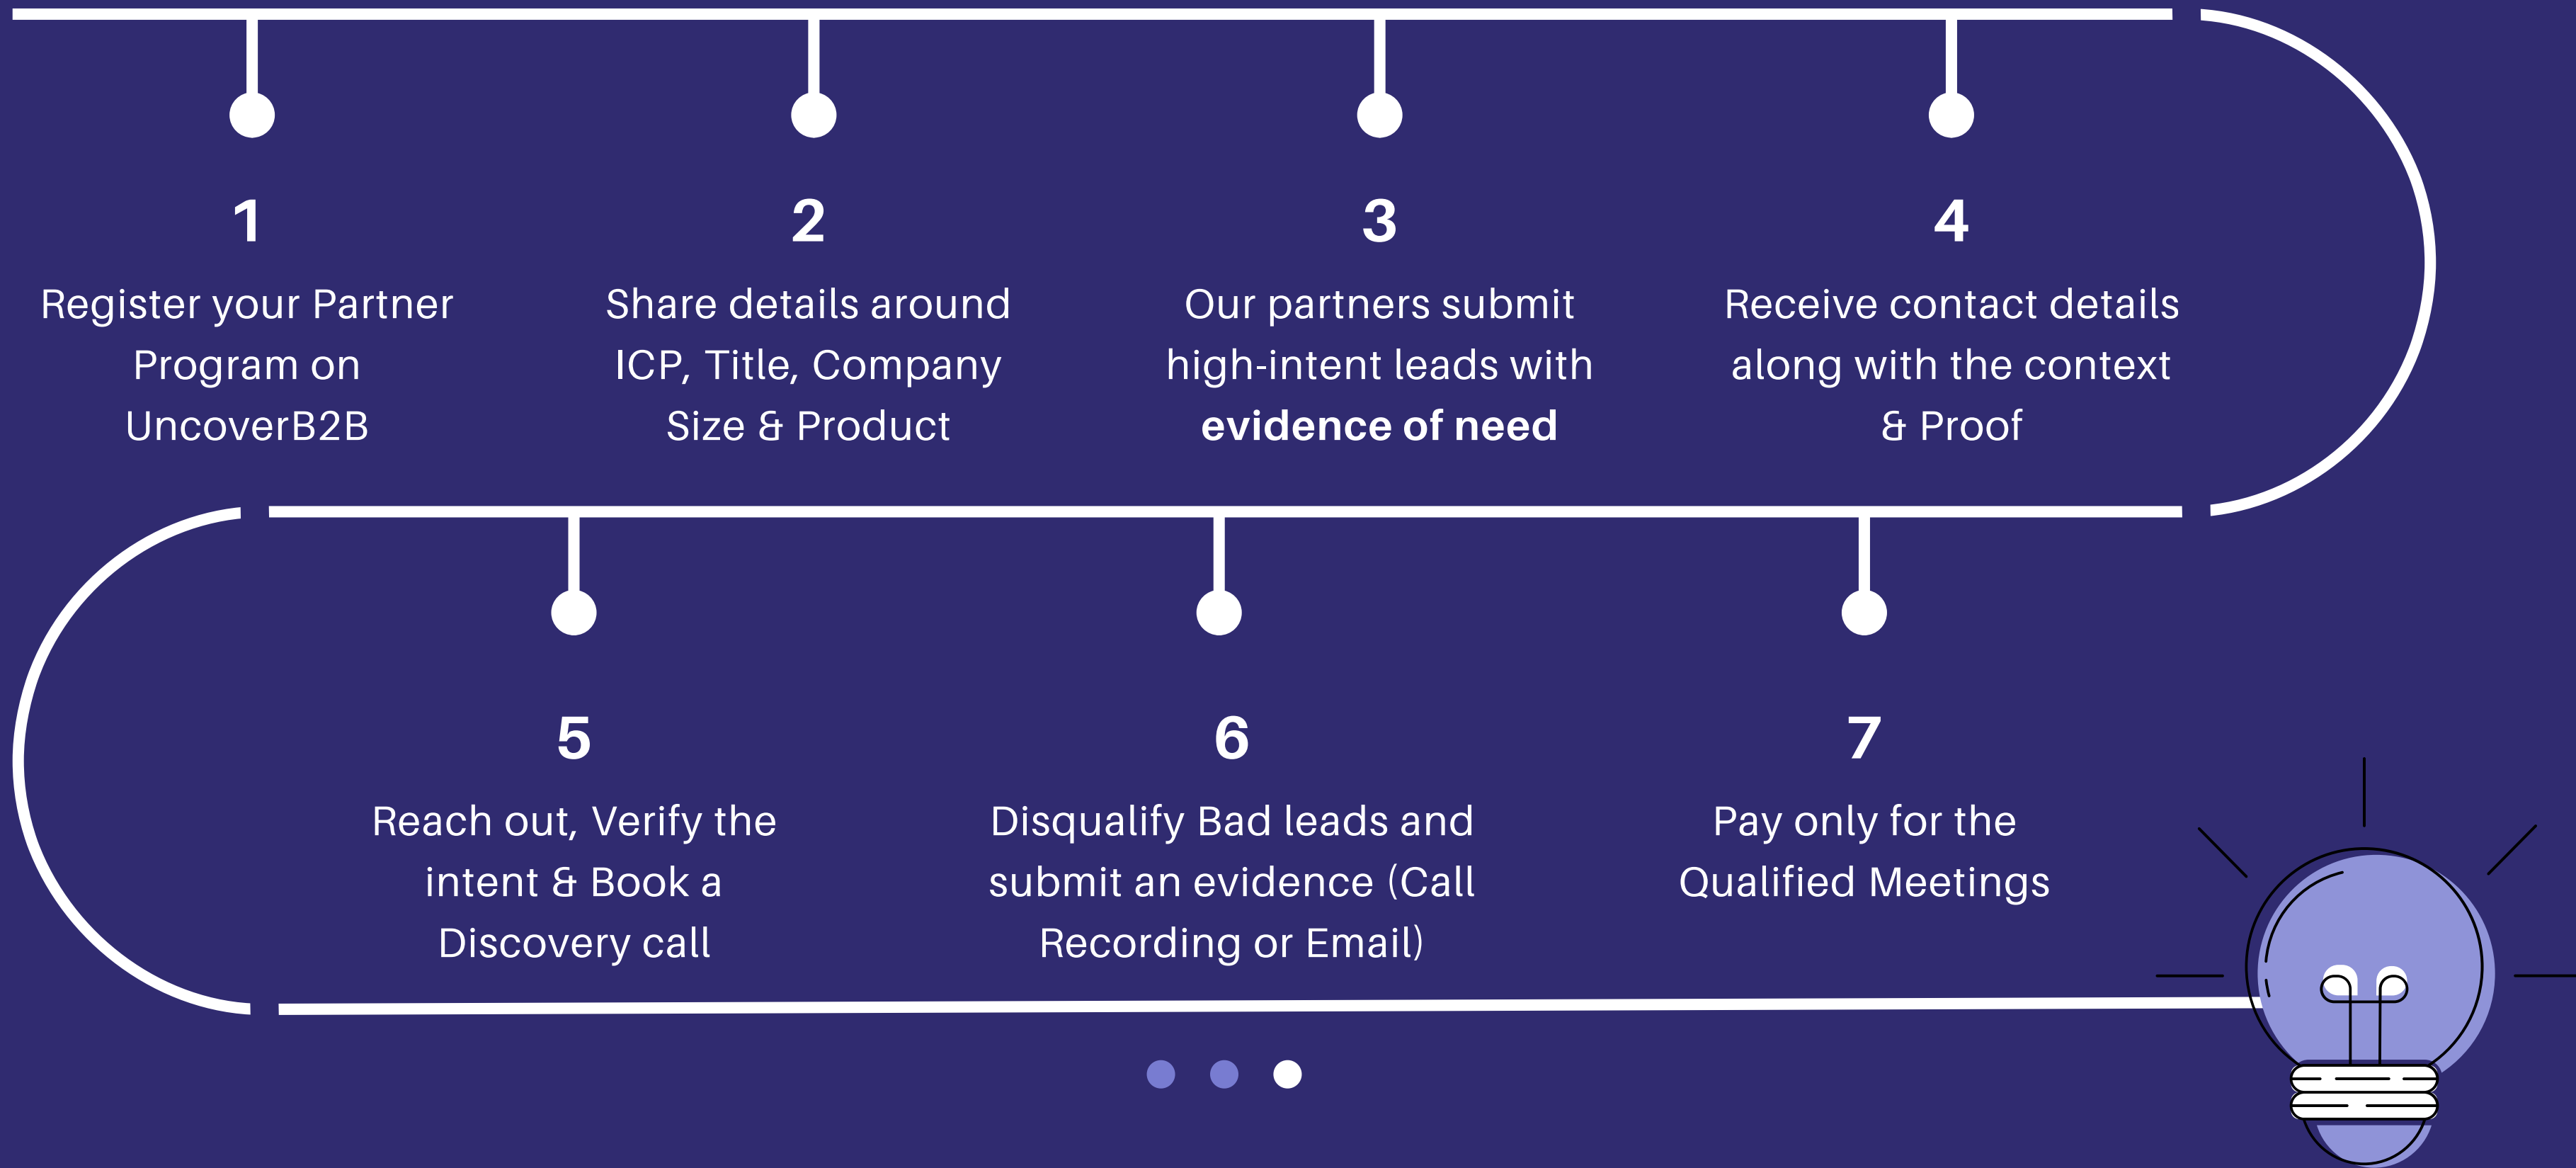 1
Register your Partner
Program on
UncoverB2B
2
Share details around
ICP, Title, Company
Size & Product
3
Our partners submit
high-intent leads with
evidence of need
4
Receive contact details
along with the context
& Proof
5
Reach out, Verify the
intent & Book a
Discovery call
6
Disqualify Bad leads and
submit an evidence (Call
Recording or Email)
7
Pay only for the
Qualified Meetings